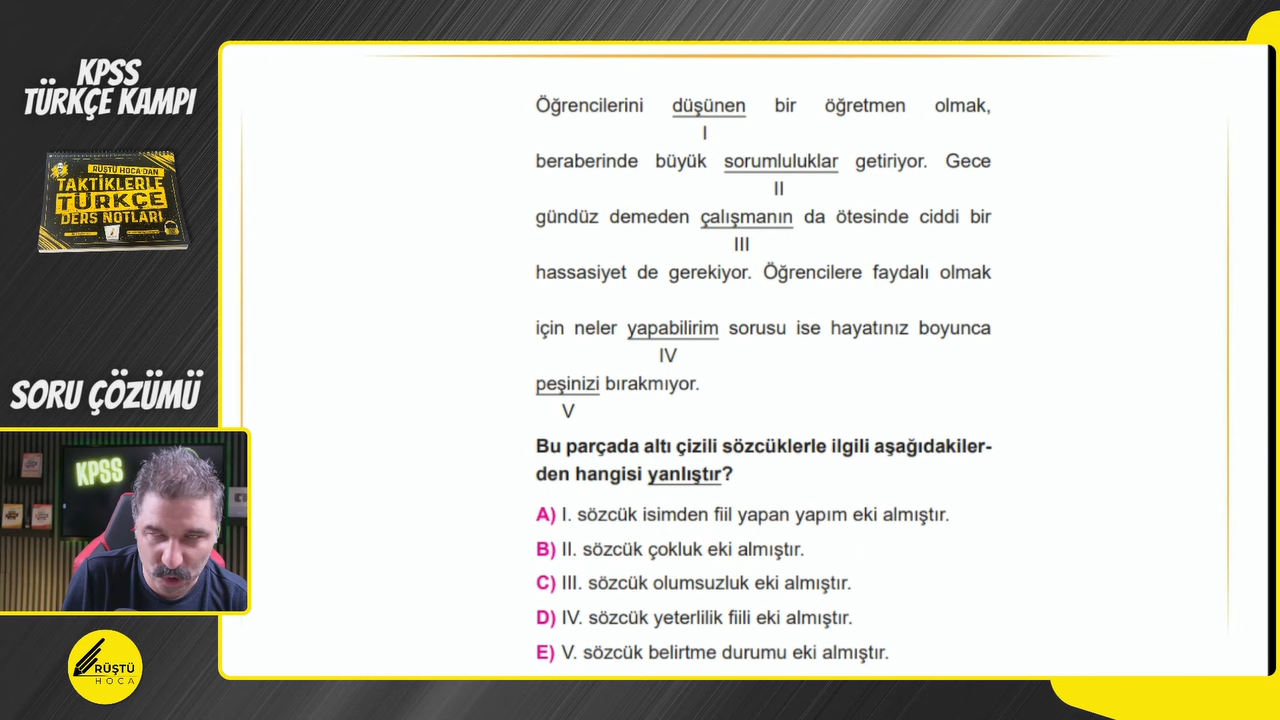 KPSS
TÜRKÇE KAMPI
RÜŞTÜ HOCA'DAN
TAKTİKLERLE
TÜRKÇE
DERS NOTLARI
SORU ÇÖZÜMÜ
KPSS
RÜŞTÜ
HOCA
Öğrencilerini düşünen bir öğretmen olmak,
I
beraberinde büyük sorumluluklar getiriyor. Gece
II
gündüz demeden çalışmanın da ötesinde ciddi bir
III
hassasiyet de gerekiyor. Öğrencilere faydalı olmak
için neler yapabilirim sorusu ise hayatınız boyunca
IV
peşinizi bırakmıyor.
V
Bu parçada altı çizili sözcüklerle ilgili aşağıdakiler-
den hangisi yanlıştır?
A) I. sözcük isimden fiil yapan yapım eki almıştır.
B) II. sözcük çokluk eki almıştır.
C) III. sözcük olumsuzluk eki almıştır.
D) IV. sözcük yeterlilik fiili eki almıştır.
E) V. sözcük belirtme durumu eki almıştır.